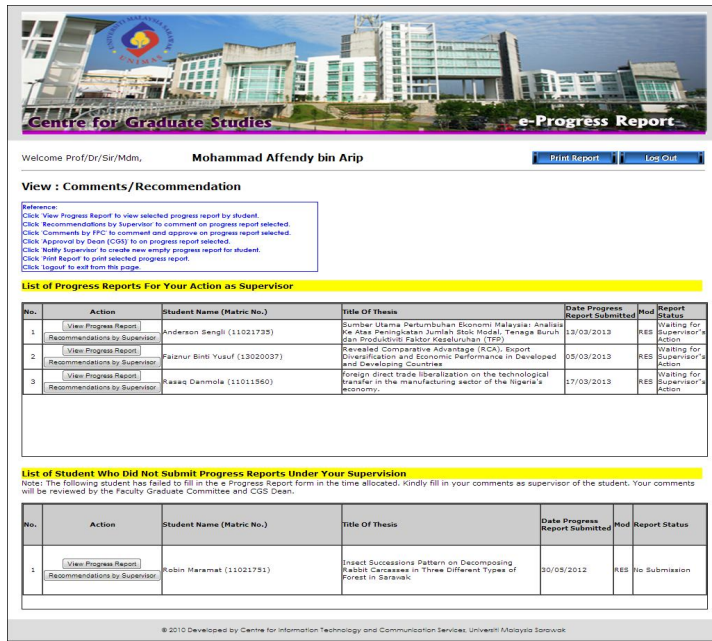 UNIVERSITI MALAYSIA SARAWAK
UNIMAS
Centre for Graduate Studies
e-Progress Report
Welcome Prof/Dr/Sir/Mdm,
Mohammad Affendy bin Arip
Print Report
Log Out
View : Comments/Recommendation
Reference:
Click 'View Progress Report' to view selected progress report by student.
Click 'Recommendations by Supervisor' to comment on progress report selected.
Click 'Comments by FPC' to comment and approve on progress report selected.
Click 'Approval by Dean (CGS)' to on progress report selected.
Click 'Notify Supervisor' to create new empty progress report for student.
Click 'Print Report' to print selected progress report.
Click 'Logout' to exit from this page.
List of Progress Reports For Your Action as Supervisor
No.
Action
Student Name (Matric No.)
Title Of Thesis
Date Progress
Report Submitted
Mod
Report
Status
1
View Progress Report
Recommendations by Supervisor
Anderson Sengli (11021735)
Sumber Utama Pertumbuhan Ekonomi Malaysia: Analisis
Ke Atas Peningkatan Jumlah Stok Modal, Tenaga Buruh
dan Produktiviti Faktor Keseluruhan (TFP)
13/03/2013
RES
Waiting for
Supervisor's
Action
2
View Progress Report
Recommendations by Supervisor
Faiznur Binti Yusuf (13020037)
Revealed Comparative Advantage (RCA), Export
Diversification and Economic Performance in Developed
and Developing Countries
05/03/2013
RES
Waiting for
Supervisor's
Action
3
View Progress Report
Recommendations by Supervisor
Rasaq Danmola (11011560)
foreign direct trade liberalization on the technological
transfer in the manufacturing sector of the Nigeria's
economy.
17/03/2013
RES
Waiting for
Supervisor's
Action
List of Student Who Did Not Submit Progress Reports Under Your Supervision
Note: The following student has failed to fill in the e Progress Report form in the time allocated. Kindly fill in your comments as supervisor of the student. Your comments
will be reviewed by the Faculty Graduate Committee and CGS Dean.
No.
Action
Student Name (Matric No.)
Title Of Thesis
Date Progress
Report Submitted
Mod
Report Status
1
View Progress Report
Recommendations by Supervisor
Robin Maramat (11021751)
Insect Successions Pattern on Decomposing
Rabbit Carcasses in Three Different Types of
Forest in Sarawak
30/05/2012
RES
No Submission
© 2010 Developed by Centre for Information Technology and Communication Services, Universiti Malaysia Sarawak